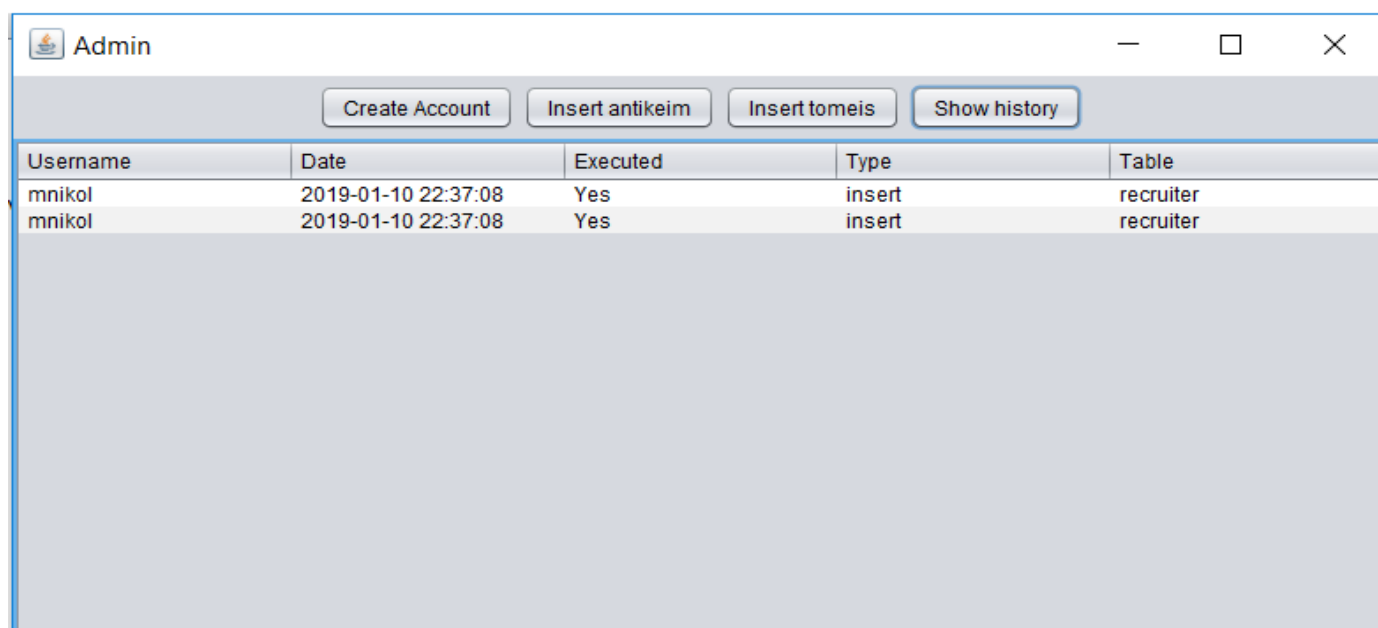 Admin
Create Account Insert antikeim Insert tomeis Show history
Username Date Executed Type Table
mnikol 2019-01-10 22:37:08 Yes insert recruiter
mnikol 2019-01-10 22:37:08 Yes insert recruiter